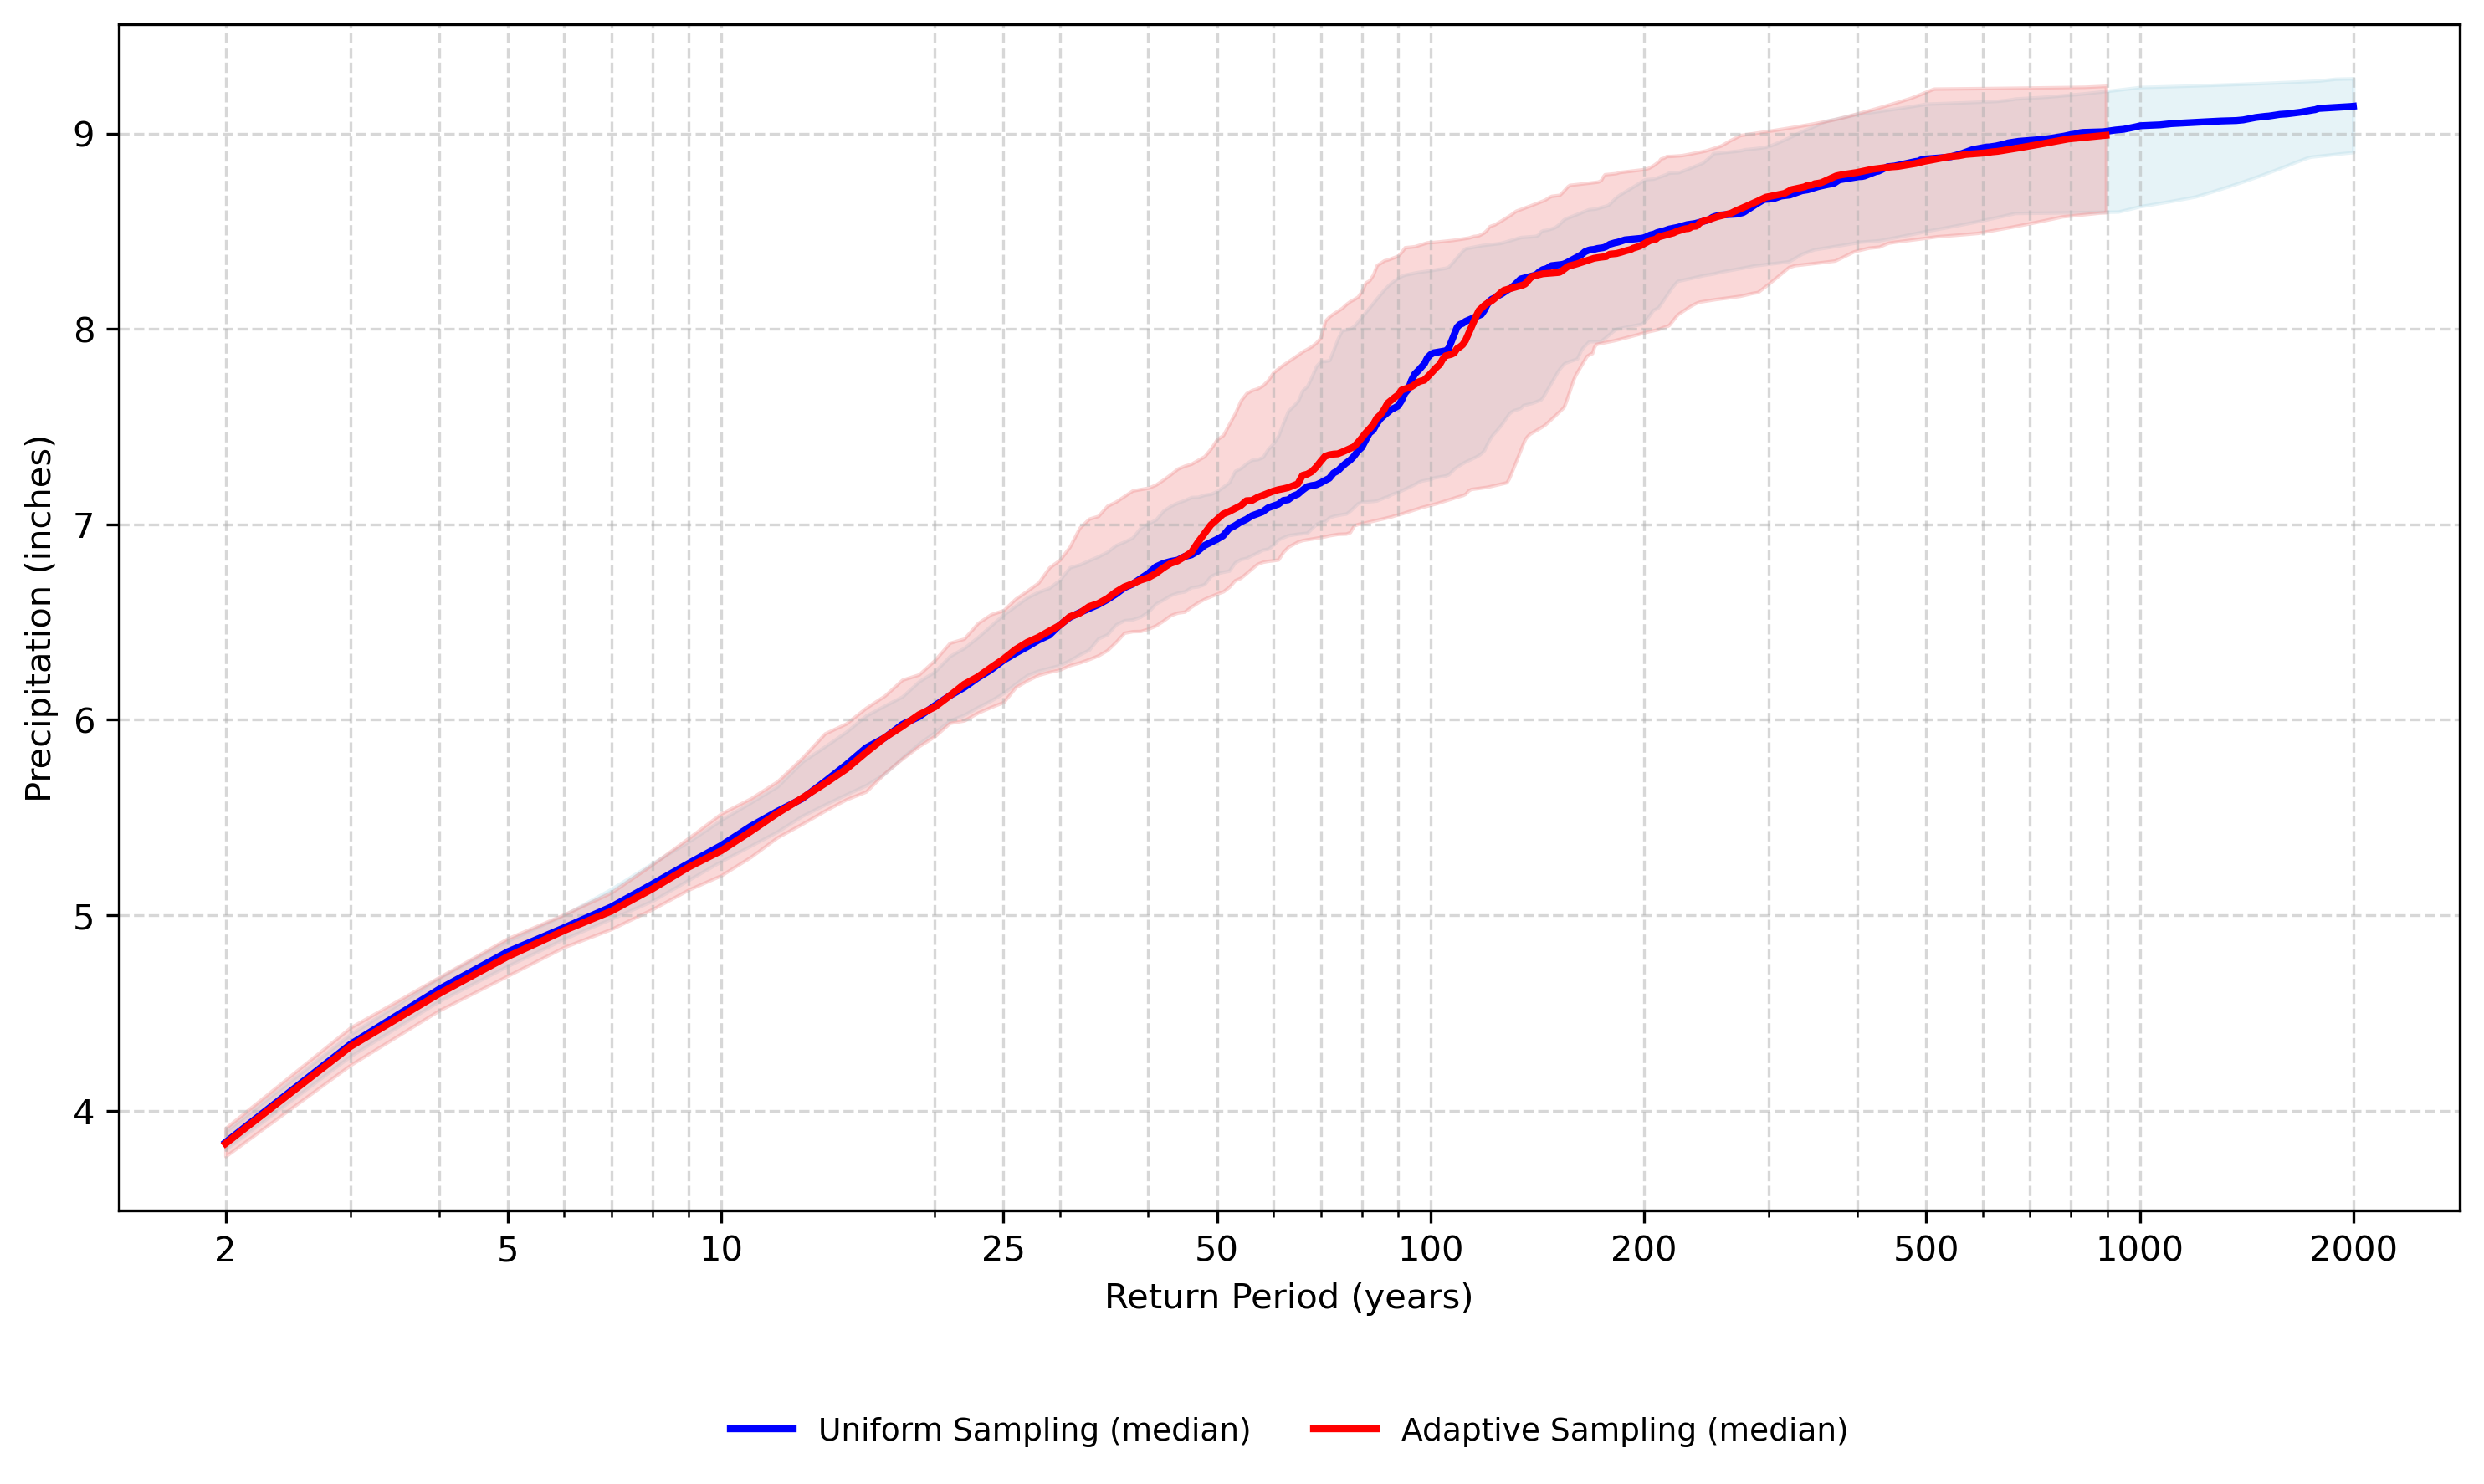 9
8
7
6
5
4
Precipitation (inches)
2 5 10 25 50 100 200 500 1000 2000
Return Period (years)
Uniform Sampling (median) Adaptive Sampling (median)